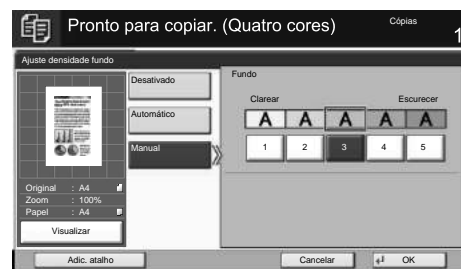 Pronto para copiar. (Quatro cores)
Cópias
1
Ajuste densidade fundo
Desativado
Automático
Manual
Fundo
Clarear
Escurecer
A A A A A
1 2 3 4 5
Original : A4
Zoom : 100%
Papel : A4
Visualizar
Adic. atalho
Cancelar
OK